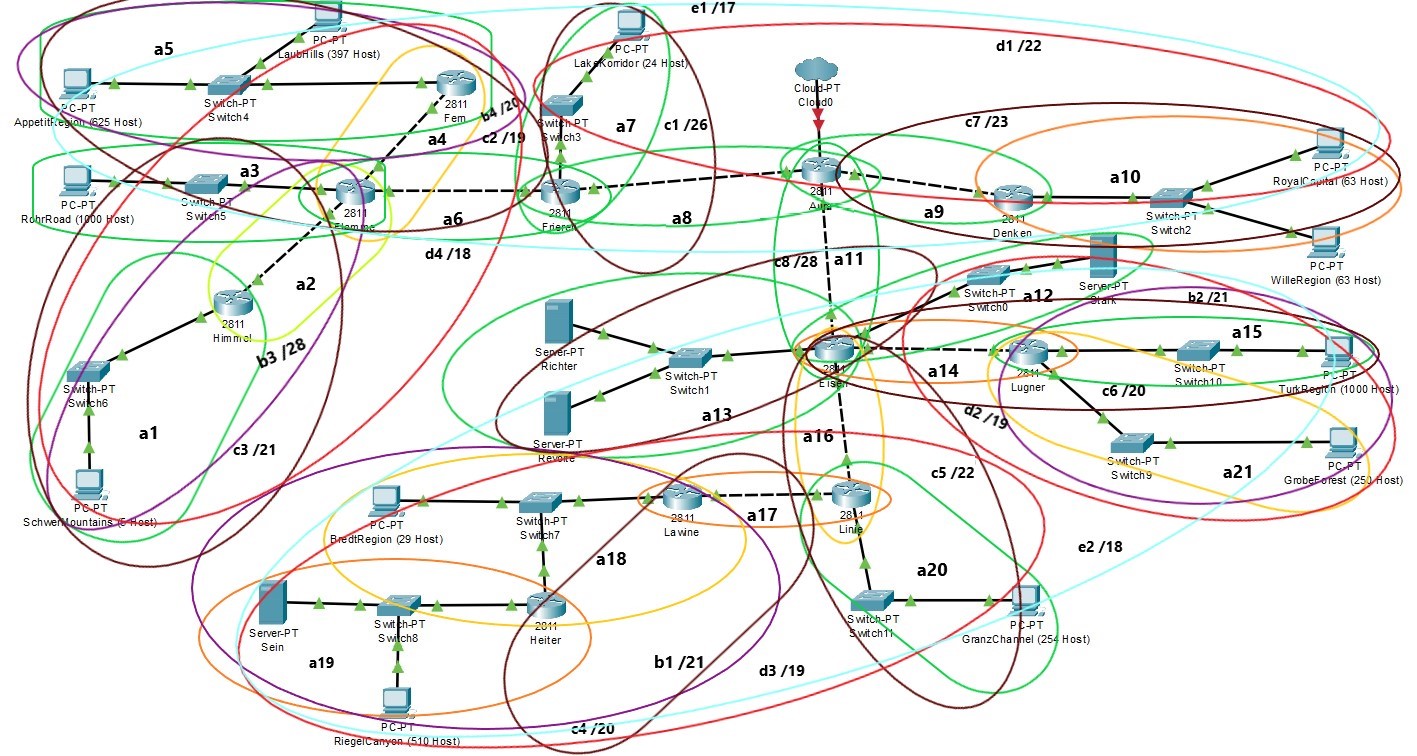 e1 /17
PC-PT
LaubHills (397 Host)
a5
PC-PT
LakeKorridor (24 Host)
d1 /22
PC-PT
AppetitRegion (625 Host)
Switch-PT
Switch4
2811
Fern
b4 /20
Switch-PT
Switch3
a7
c1 /26
Cloud-PT
Cloud0
c7 /23
a4
c2 /19
a3
PC-PT
RohrRoad (1000 Host)
Switch-PT
Switch5
2811
Flamme
a6
2811
Frieren
a8
2811
Aura
a9
2811
Denken
a10
Switch-PT
Switch2
PC-PT
RoyalCapital (63 Host)
d4 /18
PC-PT
WilleRegion (63 Host)
c8 /28
a11
a2
2811
Himmel
Switch-PT
Switch0
a12
Server-PT
Stark
b2 /21
b3 /28
Server-PT
Richter
Switch-PT
Switch1
2811
Eisen
a14
2811
Lugner
a15
Switch-PT
Switch10
PC-PT
TurkRegion (1000 Host)
c6 /20
Switch-PT
Switch6
a13
d2 /19
a1
Server-PT
Revolte
a16
c3 /21
Switch-PT
Switch9
a21
PC-PT
GrobeForest (250 Host)
c5 /22
PC-PT
SchwerMountains (5 Host)
PC-PT
BredtRegion (29 Host)
Switch-PT
Switch7
2811
Lawine
a17
2811
Linie
e2 /18
a18
a20
Server-PT
Sein
Switch-PT
Switch8
2811
Heiter
Switch-PT
Switch11
PC-PT
GranzChannel (254 Host)
a19
b1 /21
d3 /19
PC-PT
RiegelCanyon (510 Host)
c4 /20